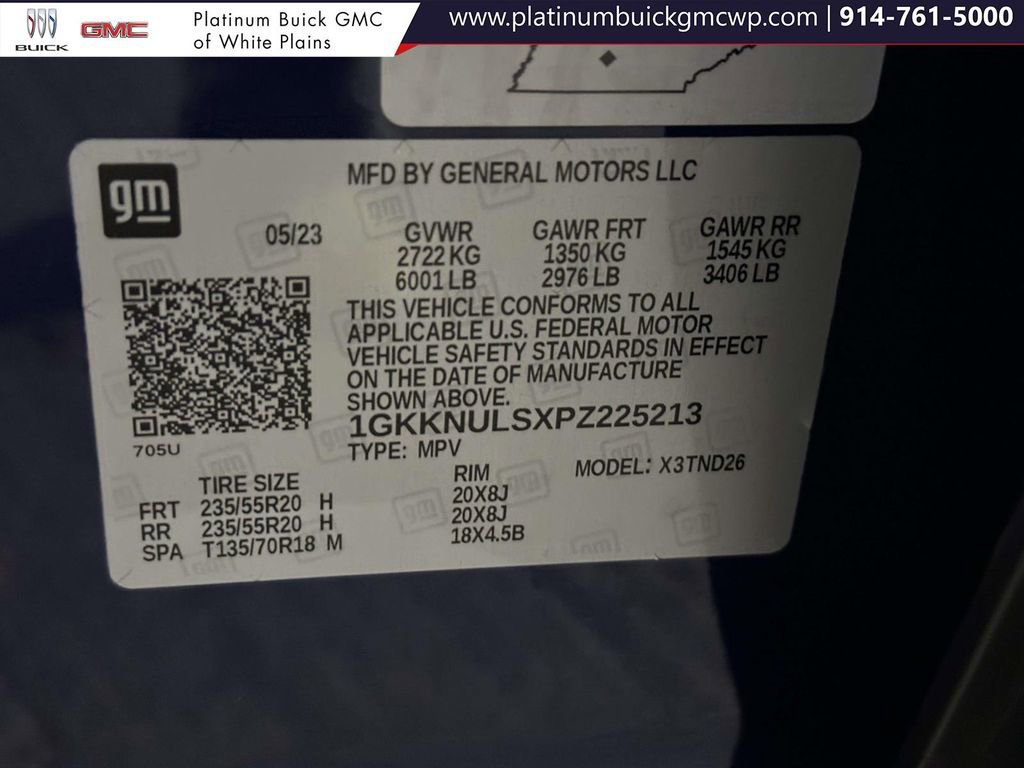 BUICK
GMC
Platinum Buick GMC
of White Plains
www.platinumbuickgmcwp.com | 914-761-5000
gm
MFD BY GENERAL MOTORS LLC
05/23
GVWR GAWR FRT GAWR RR
2722 KG 1350 KG 1545 KG
6001 LB 2976 LB 3406 LB
THIS VEHICLE CONFORMS TO ALL
APPLICABLE U.S. FEDERAL MOTOR
VEHICLE SAFETY STANDARDS IN EFFECT
ON THE DATE OF MANUFACTURE
SHOWN ABOVE.
1GKKNULSXPZ225213
705U
TYPE: MPV MODEL: X3TND26
TIRE SIZE RIM
FRT 235/55R20 H 20X8J
RR 235/55R20 H 20X8J
SPA T135/70R18 M 18X4.5B